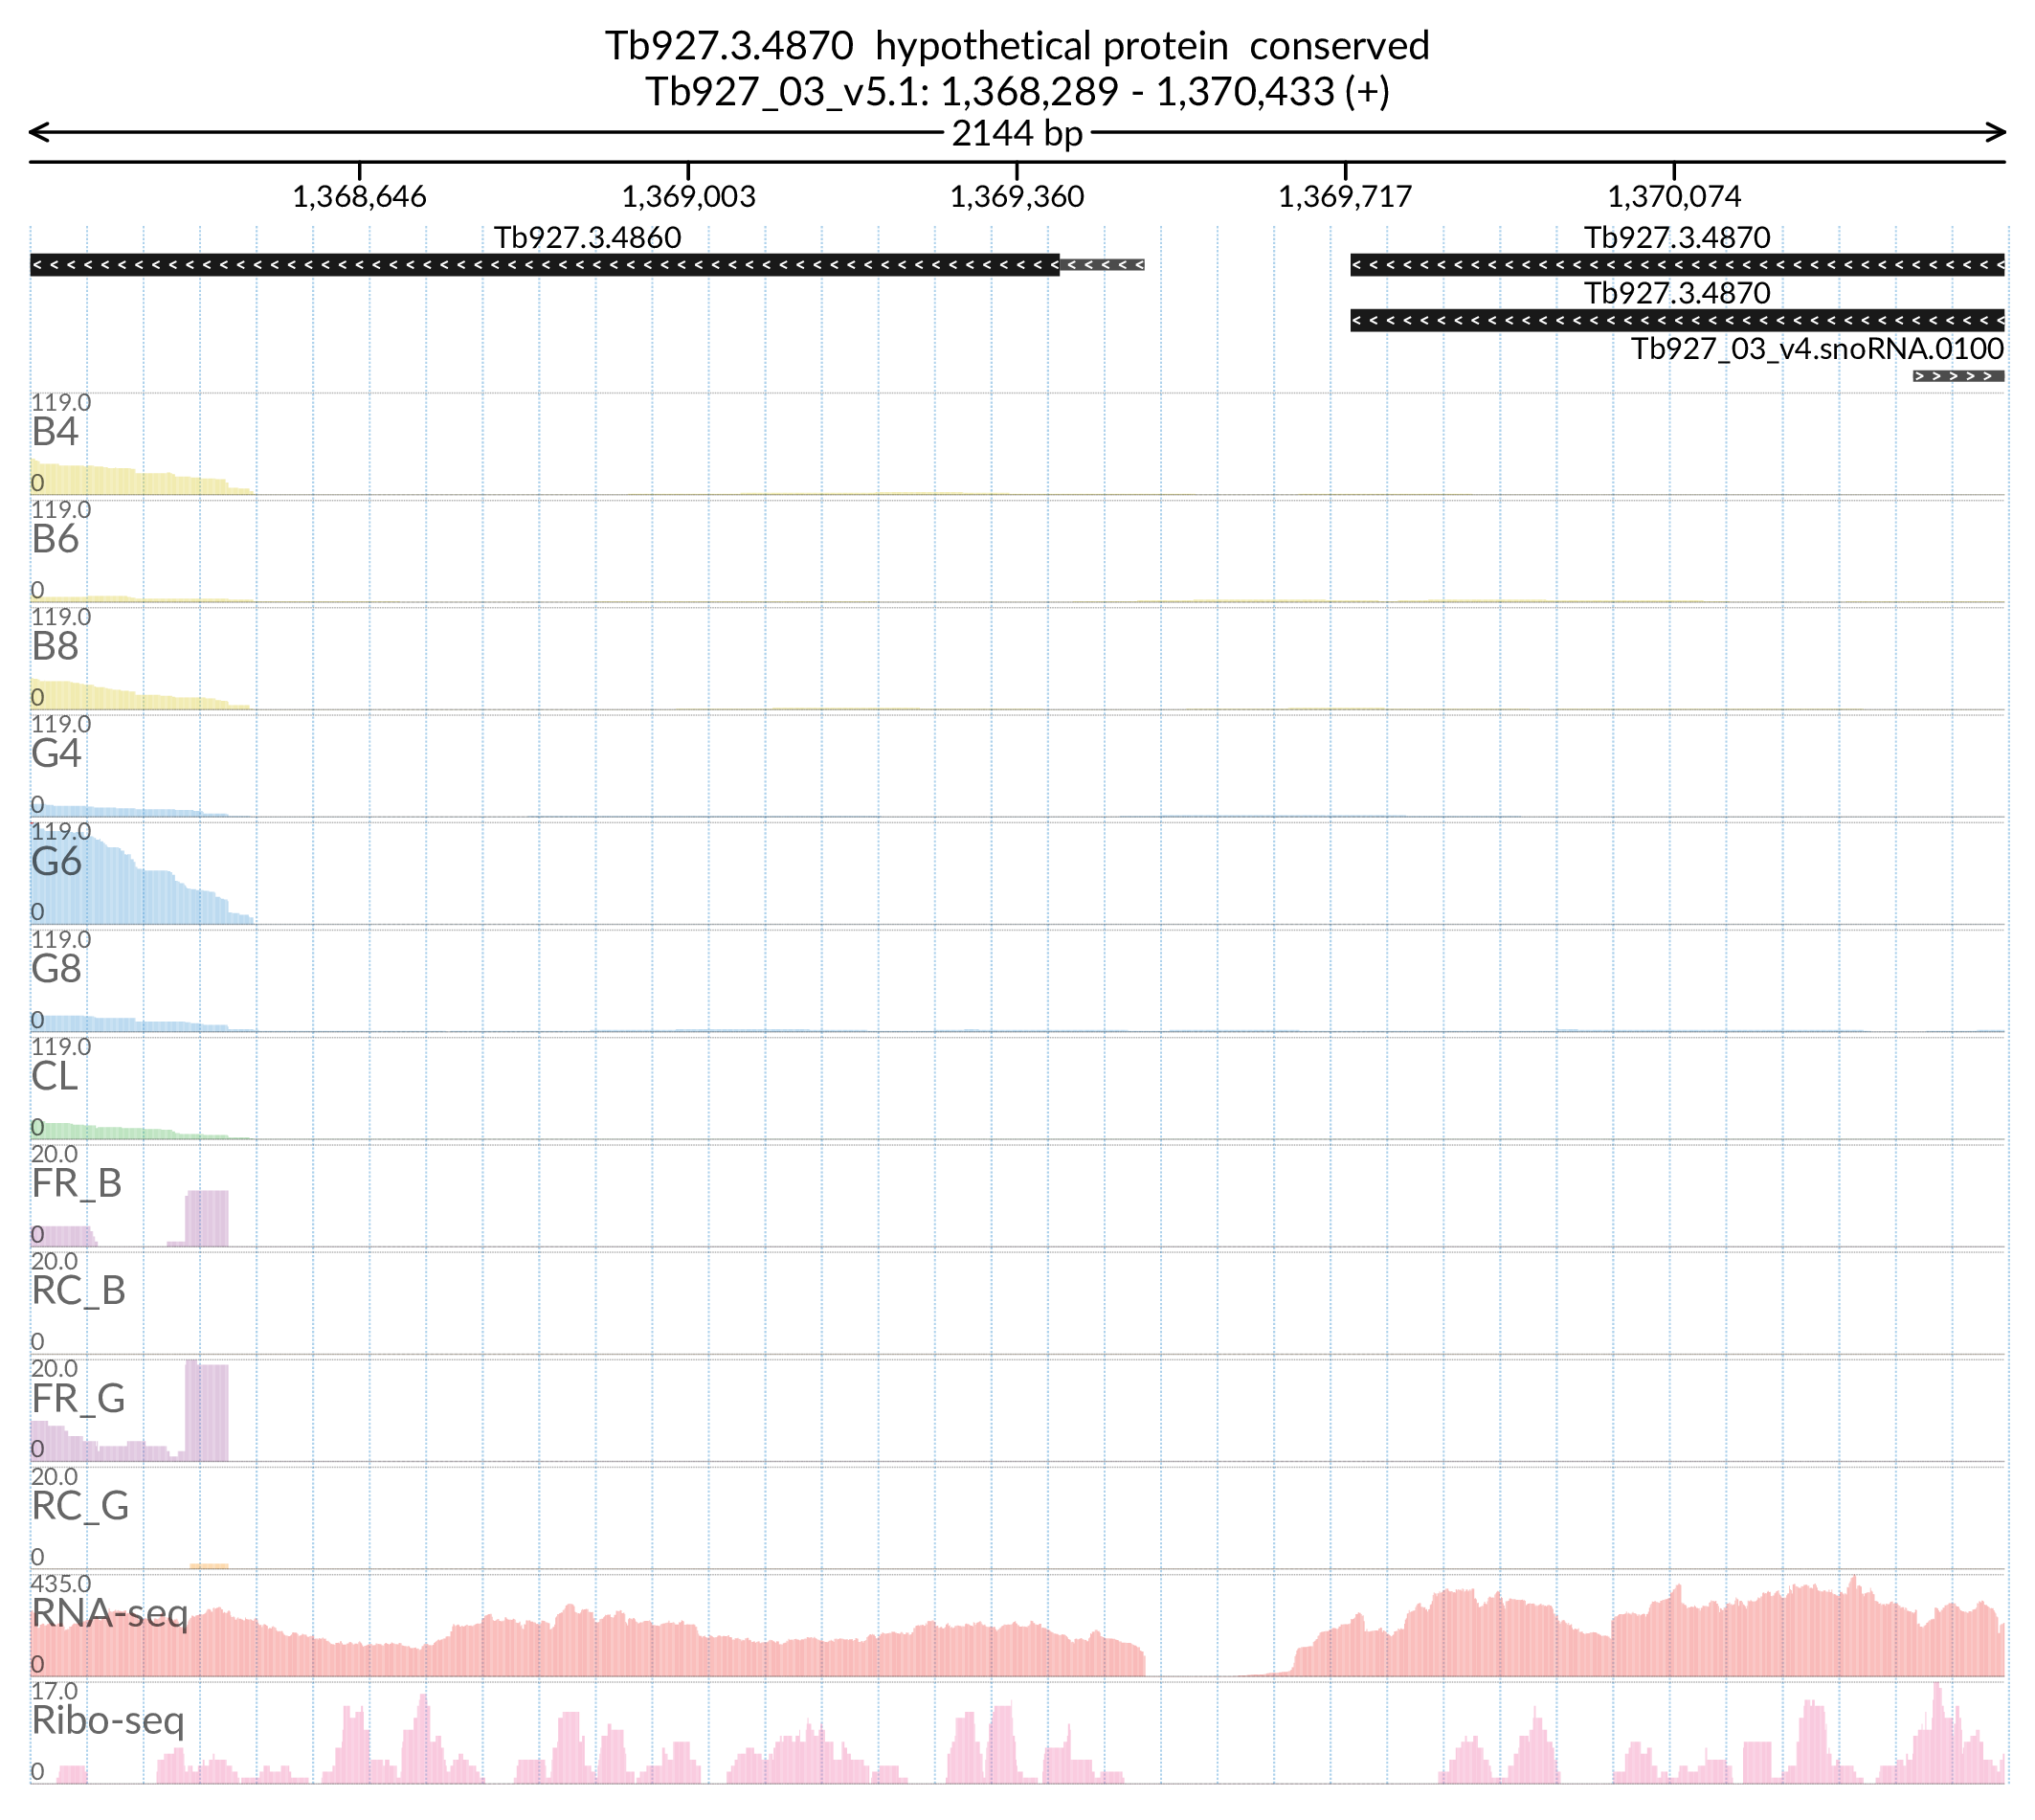 Tb927.3.4870 hypothetical protein conserved
Tb927_03_v5.1: 1,368,289 - 1,370,433 (+)
2144 bp
1,368,646 1,369,003 1,369,360 1,369,717 1,370,074
Tb927.3.4860 Tb927.3.4870
Tb927.3.4870
Tb927_03_v4.snoRNA.0100
119.0
B4
0
119.0
B6
0
119.0
B8
0
119.0
G4
0
119.0
G6
0
119.0
G8
0
119.0
CL
0
20.0
FR_B
0
20.0
RC_B
0
20.0
FR_G
0
20.0
RC_G
0
435.0
RNA-seq
0
17.0
Ribo-seq
0